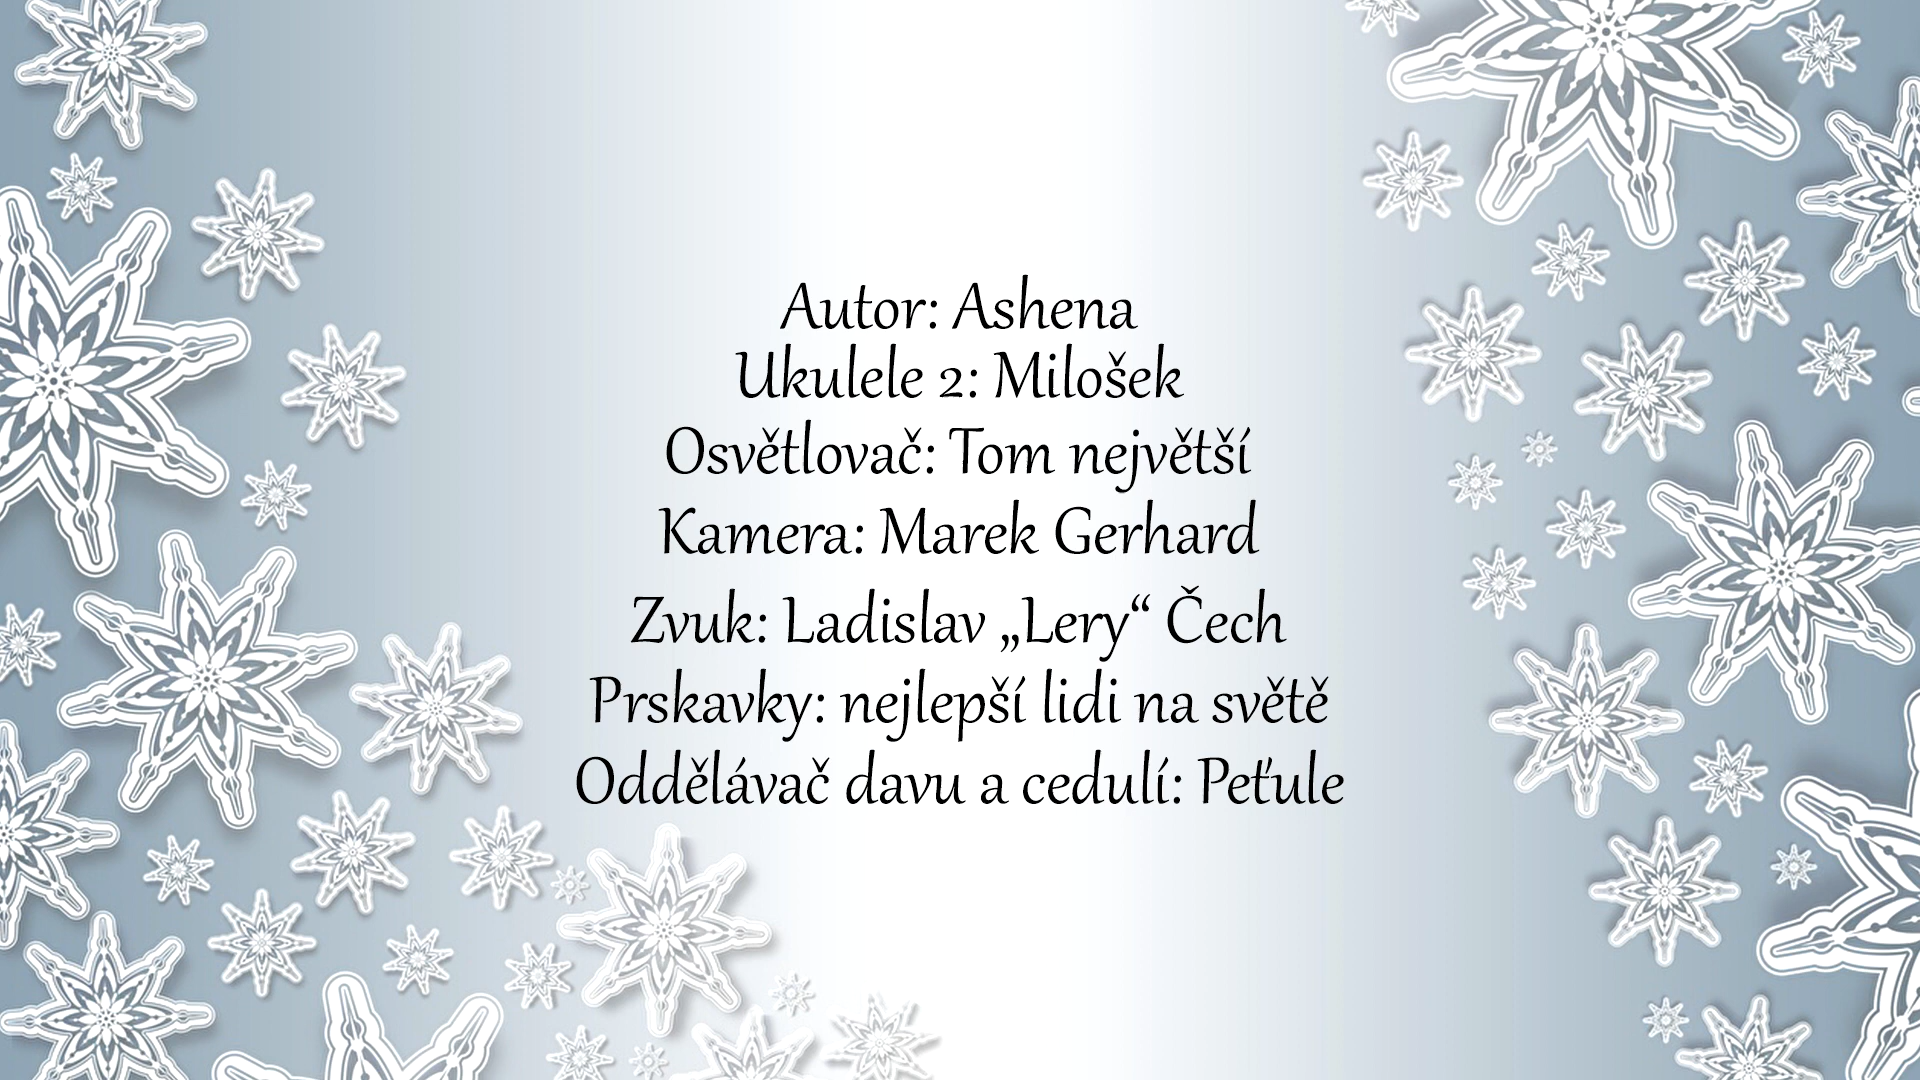 Autor: Ashena
Ukulele 2: Milošek
Osvětlovač: Tom největší
Kamera: Marek Gerhard
Zvuk: Ladislav „Lery“ Čech
Prskavky: nejlepší lidi na světě
Oddělávač davu a cedulí: Peťule